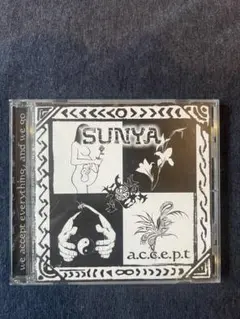 we accept everything, and we go
SUNYA
a.c.c.e.p.t